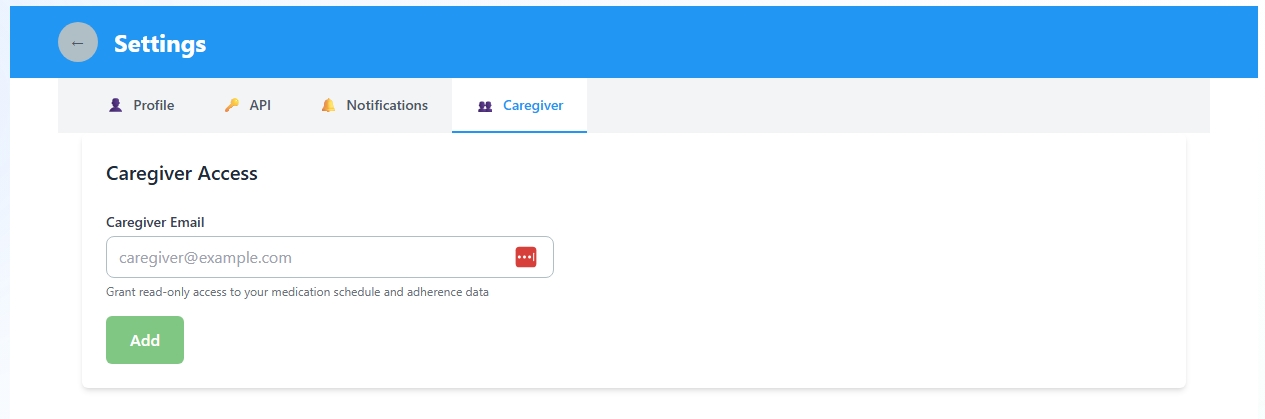 ← Settings
Profile API Notifications Caregiver
Caregiver Access
Caregiver Email
caregiver@example.com
Grant read-only access to your medication schedule and adherence data
Add